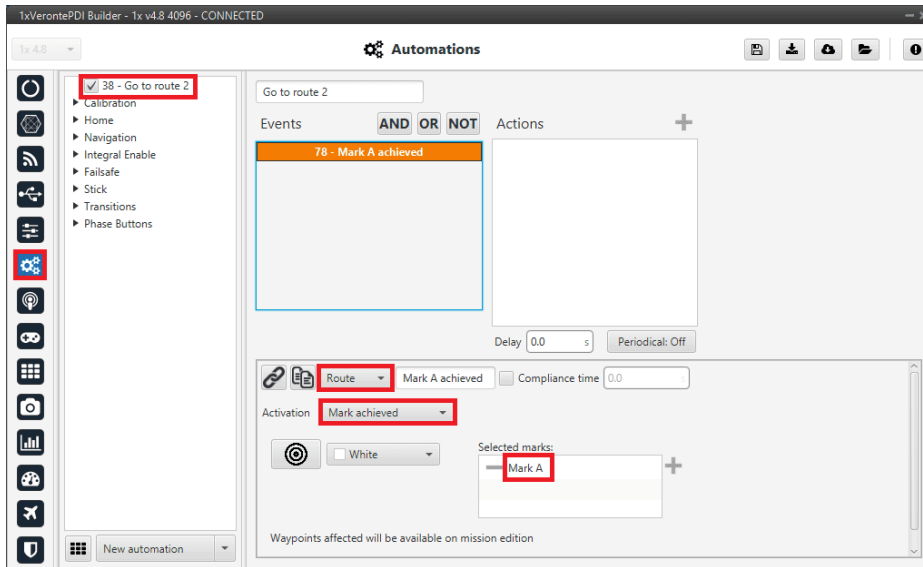 1xVerontePDI Builder - 1x v4.8 4096 - CONNECTED
1x 4.8
Automations
38 - Go to route 2
Calibration
Home
Navigation
Integral Enable
Failsafe
Stick
Transitions
Phase Buttons
New automation
Go to route 2
Events AND OR NOT Actions
78 - Mark A achieved
Delay 0.0 s Periodical: Off
Route Mark A achieved Compliance time 0.0 s
Activation Mark achieved
White
Selected marks:
Mark A
Waypoints affected will be available on mission edition